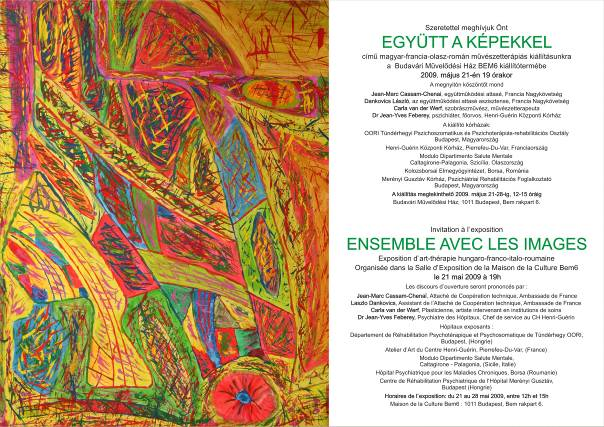 Szeretettel meghívjuk Önt
EGYÜTT A KÉPEKKEL
című magyar-francia-olasz-román művészetterápiás kiállításunkra
a Budavári Művelődési Ház BEM6 kiállítótermébe
2009. május 21-én 19 órakor
A megnyitón köszöntőt mond
Jean-Marc Cassam-Chenaï, együttműködési attasé, Francia Nagykövetség
Dankovics László, az együttműködési attasé asszisztense, Francia Nagykövetség
Carla van der Werf, szobrászművész, művészetterapeuta
Dr Jean-Yves Feberey, pszichiáter, főorvos, Henri-Guérin Központi Kórház
A kiállító kórházak:
OORI Tündérhegyi Pszichoszomatikus és Pszichoterápiás-rehabilitációs Osztály
Budapest, Magyarország
Henri-Guérin Központi Kórház, Pierrefeu-Du-Var, Franciaország
Modulo Dipartimento Salute Mentale
Caltagirone-Palagonia, Szicília, Olaszország
Kolozsborsai Elmegyógyintézet, Borsa, Románia
Merényi Gusztáv Kórház, Pszichiátriai Rehabilitációs Foglalkoztató
Budapest, Magyarország
A kiállítás megtekinthető 2009. május 21-28-ig, 12-15 óráig
Budavári Művelődési Ház, 1011 Budapest, Bem rakpart 6.
Invitation à l'exposition
ENSEMBLE AVEC LES IMAGES
Exposition d'art-thérapie hungaro-franco-italo-roumaine
Organisée dans la Salle d'Exposition de la Maison de la Culture Bem6
le 21 mai 2009 à 19h
Les discours d'ouverture seront prononcés par :
Jean-Marc Cassam-Chenaï, Attaché de Coopération technique, Ambassade de France
Laszlo Dankovics, Assistant de l'Attaché de Coopération technique, Ambassade de France
Carla van der Werf, Plasticienne, artiste intervenant en institutions de soins
Dr Jean-Yves Feberey, Psychiatre des Hôpitaux, Chef de service au CH Henri-Guérin
Hôpitaux exposants :
Département de Réhabilitation Psychotérapique et Psychosomatique de Tündérhegy OORI,
Budapest, (Hongrie)
Atelier d'Art du Centre Henri-Guérin, Pierrefeu-Du-Var, (France)
Modulo Dipartimento Salute Mentale,
Caltagirone - Palagonia, (Sicile, Italie)
Hôpital Psychiatrique pour les Maladies Chroniques, Borsa (Roumanie)
Centre de Réhabilitation Psychiatrique de l'Hôpital Merényi Gusztáv,
Budapest (Hongrie)
Horaires de l'exposition: du 21 au 28 mai 2009, entre 12h et 15h
Maison de la Culture Bem6 : 1011 Budapest, Bem rakpart 6.